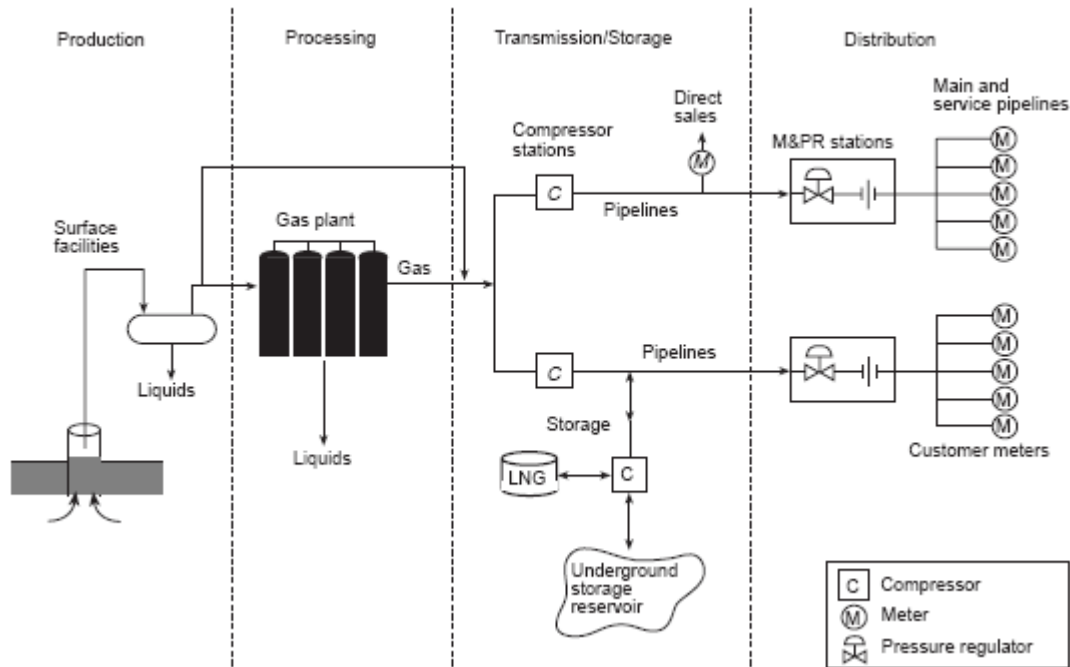 Production
Processing
Transmission/Storage
Distribution
Surface
facilities
Liquids
Gas plant
Gas
Liquids
Compressor
stations
C
Pipelines
Direct
sales
M
C
Pipelines
Storage
LNG
C
Underground
storage
reservoir
M&PR stations
Main and
service pipelines
M
M
M
M
M
M
M
M
M
M
Customer meters
C Compressor
M Meter
Pressure regulator